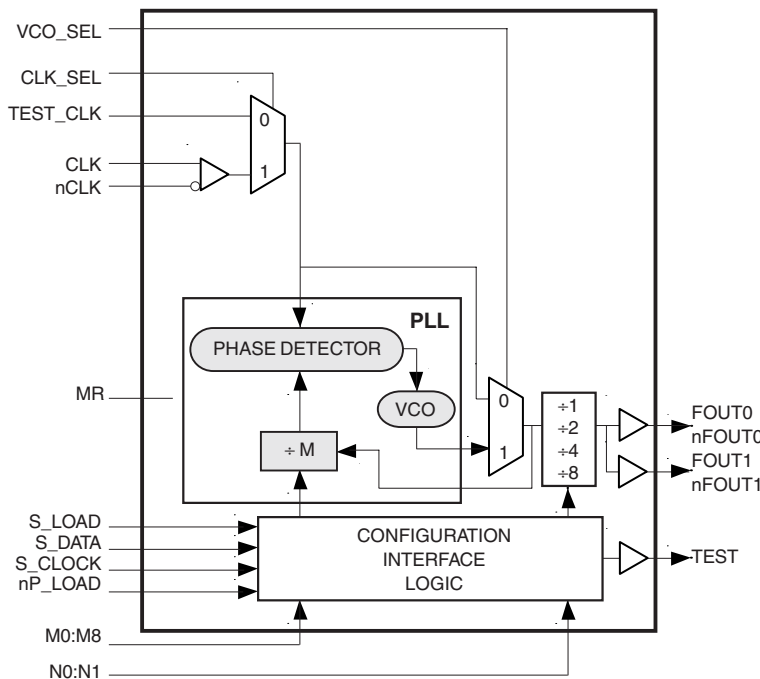 VCO_SEL
CLK_SEL
TEST_CLK
0
CLK
1
nCLK
PLL
PHASE DETECTOR
MR
VCO
0
÷1
FOUT0
÷2
nFOUT0
÷ M
1
÷4
FOUT1
÷8
nFOUT1
S_LOAD
S_DATA
S_CLOCK
nP_LOAD
CONFIGURATION
INTERFACE
LOGIC
TEST
M0:M8
N0:N1